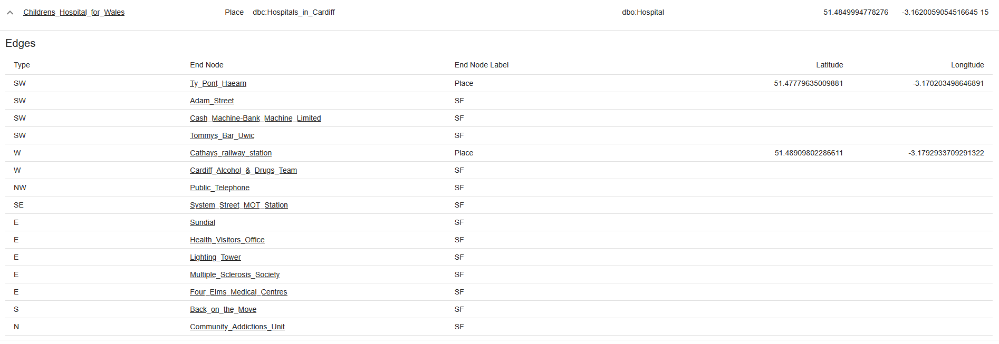 Childrens_Hospital_for_Wales Place dbc:Hospitals_in_Cardiff dbo:Hospital 51.4849994778276 -3.1620059054516645 15
Edges
Type End Node End Node Label Latitude Longitude
SW Ty_Pont_Haearn Place 51.47779635009881 -3.170203498646891
SW Adam_Street SF
SW Cash_Machine-Bank_Machine_Limited SF
SW Tommys_Bar_Uwic SF
W Cathays_railway_station Place 51.48909802286611 -3.1792933709291322
W Cardiff_Alcohol_&_Drugs_Team SF
NW Public_Telephone SF
SE System_Street_MOT_Station SF
E Sundial SF
E Health_Visitors_Office SF
E Lighting_Tower SF
E Multiple_Sclerosis_Society SF
E Four_Elms_Medical_Centres SF
S Back_on_the_Move SF
N Community_Addictions_Unit SF